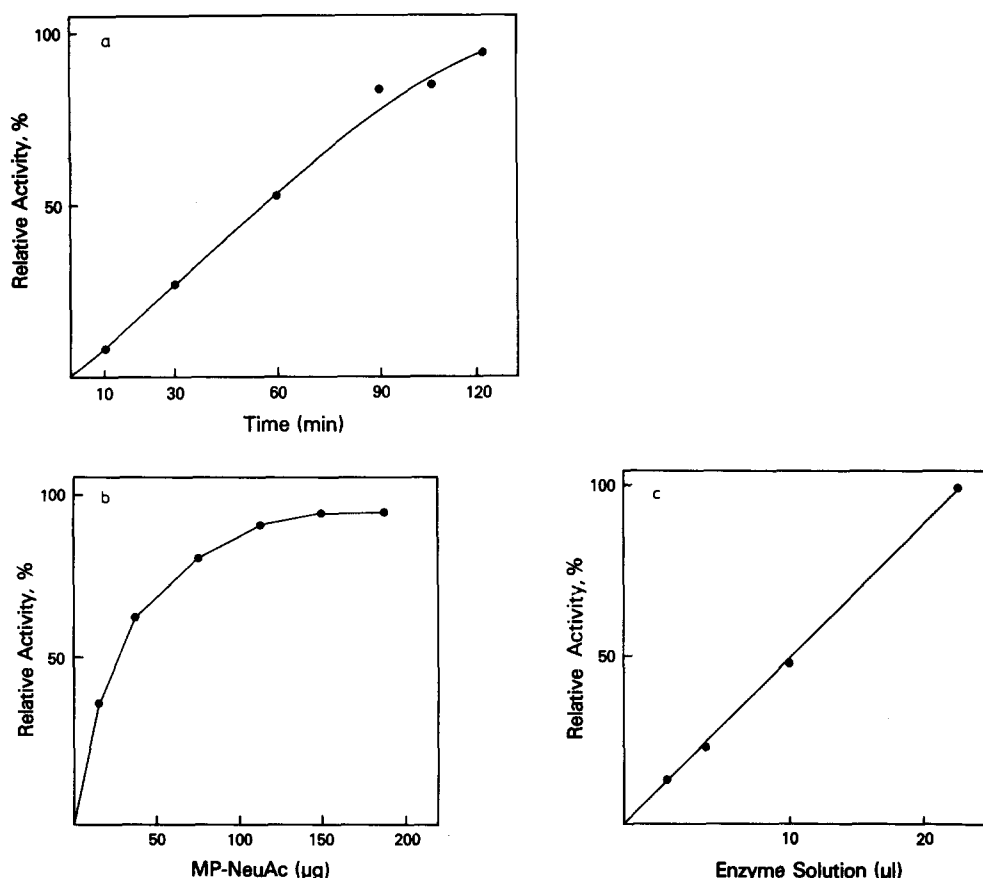 a
100
50
Relative Activity, %
10 30 60 90 120
Time (min)
b
100
50
Relative Activity, %
50 100 150 200
MP-NeuAc (µg)
c
100
50
Relative Activity, %
10 20
Enzyme Solution (µl)